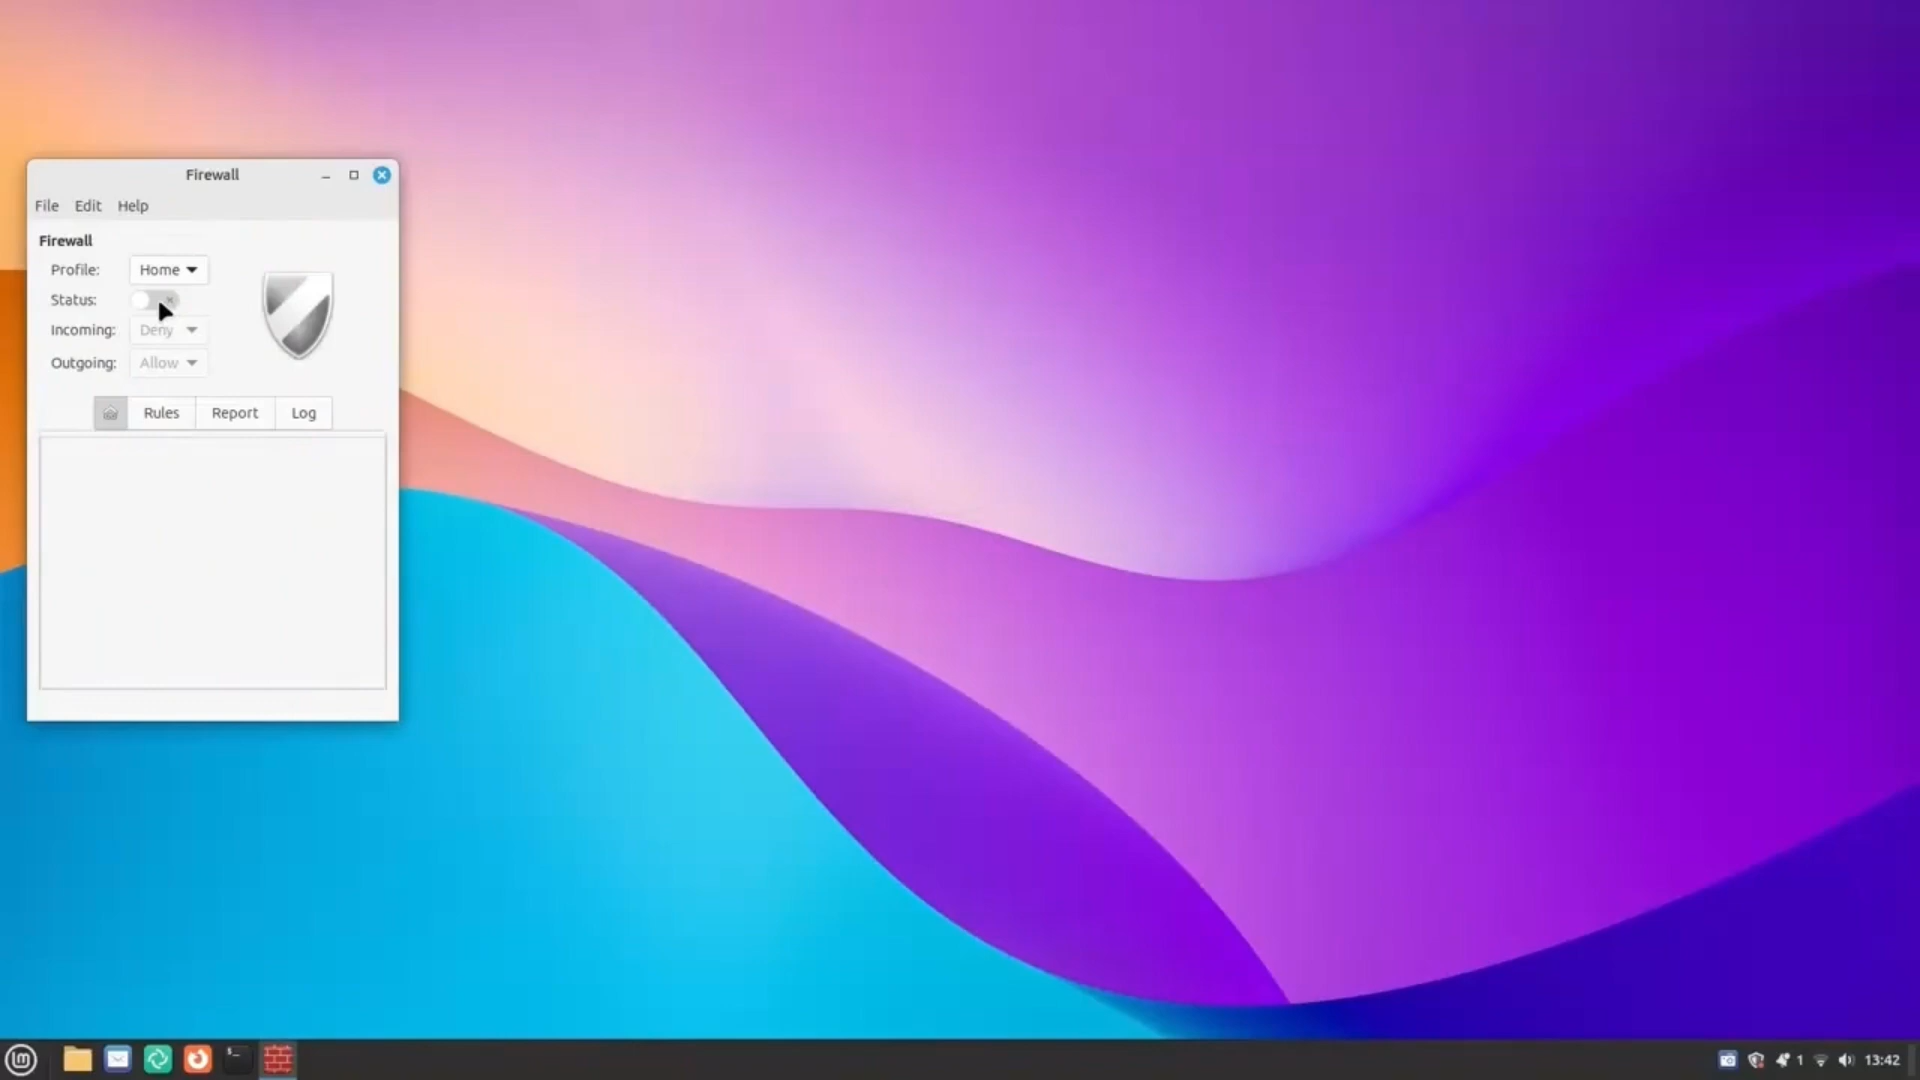 Firewall
File Edit Help
Firewall
Profile: Home
Status:
Incoming: Deny
Outgoing: Allow
Rules Report Log
1 13:42